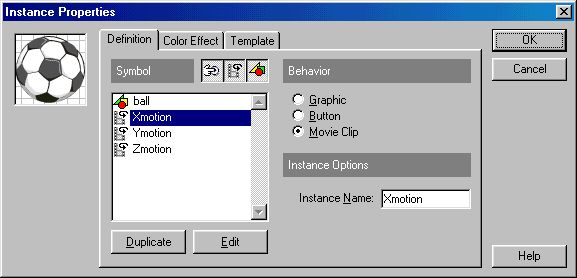 Instance Properties
Definition
Color Effect
Template
OK
Cancel
Symbol
ball
Xmotion
Ymotion
Zmotion
Duplicate
Edit
Behavior
Graphic
Button
Movie Clip
Instance Options
Instance Name: Xmotion
Help